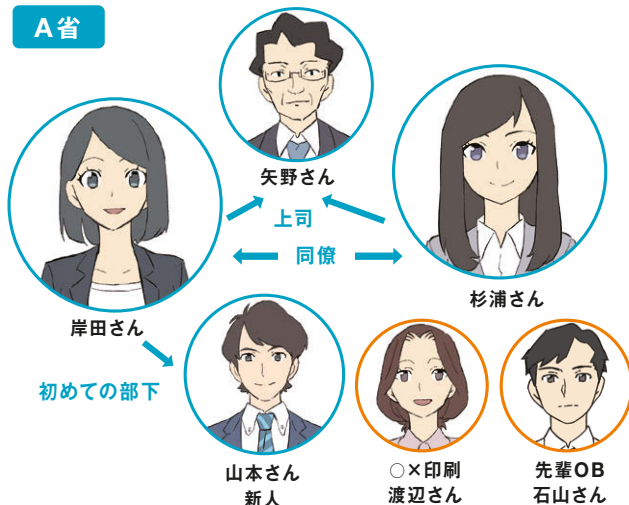 A省
矢野さん
上司
同僚
岸田さん
杉浦さん
初めての部下
山本さん
新人
○×印刷
渡辺さん
先輩OB
石山さん